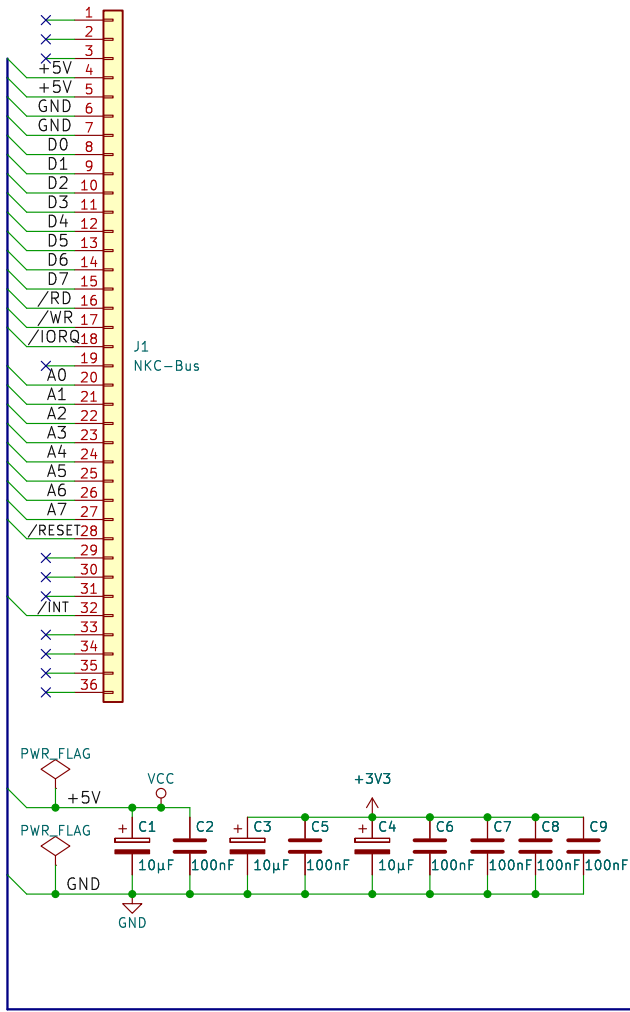 1
2
3
+5V 4
+5V 5
GND 6
GND 7
D0 8
D1 9
D2 10
D3 11
D4 12
D5 13
D6 14
D7 15
/RD 16
/WR 17
/IORQ 18
J1
19
NKC-Bus
A0 20
A1 21
A2 22
A3 23
A4 24
A5 25
A6 26
A7 27
/RESET 28
29
30
31
/INT 32
33
34
35
36
PWR_FLAG
VCC +3V3
+5V
PWR_FLAG + C1 C2 + C3 C5 + C4 C6 C7 C8 C9
10µF 100nF 10µF 100nF 10µF 100nF 100nF 100nF 100nF
GND
GND